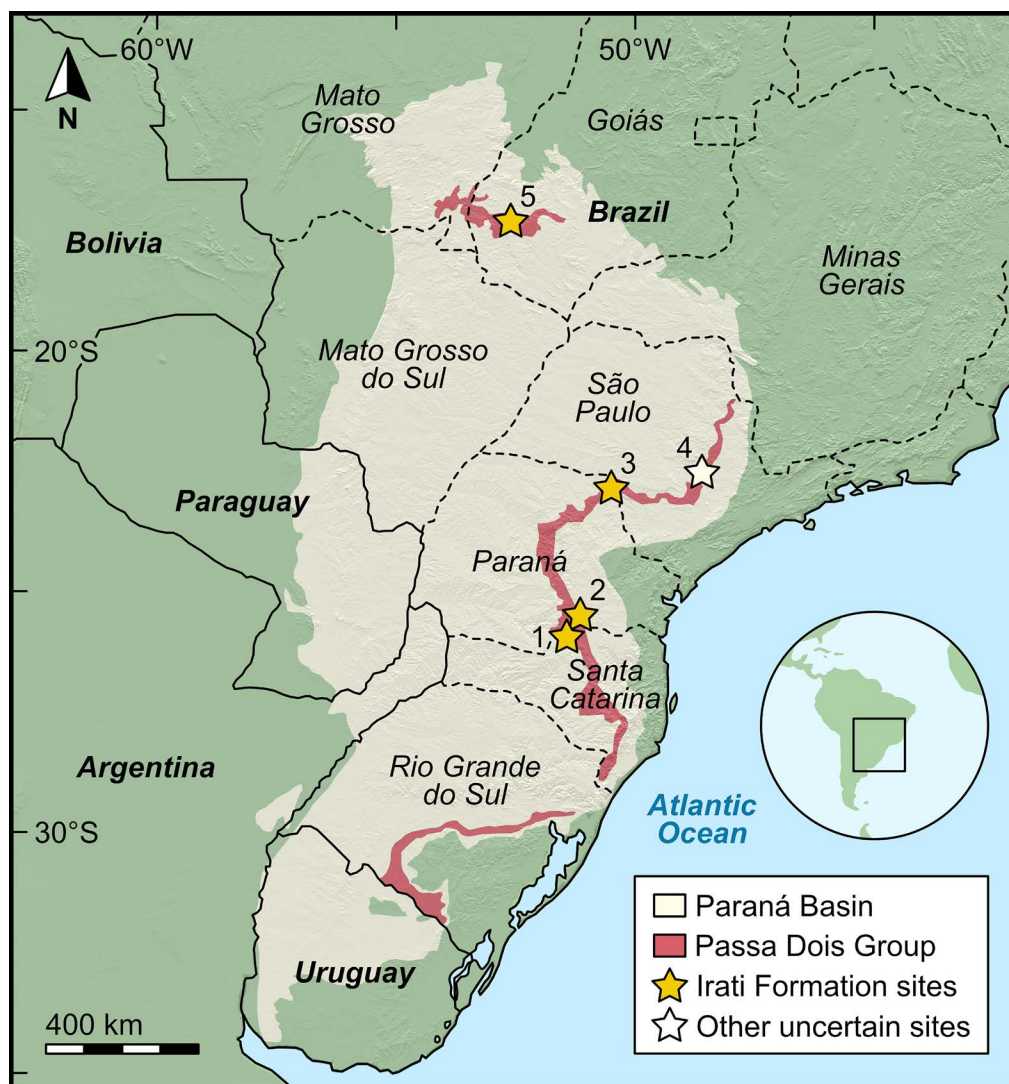 60°W
50°W
N
Mato
Grosso
Goiás
5
Brazil
Bolivia
Minas
Gerais
20°S
Mato Grosso
do Sul
São
Paulo
3
4
Paraguay
Paraná
2
1
Santa
Catarina
Argentina
Rio Grande
do Sul
Atlantic
Ocean
30°S
Uruguay
400 km
Paraná Basin
Passa Dois Group
Irati Formation sites
Other uncertain sites